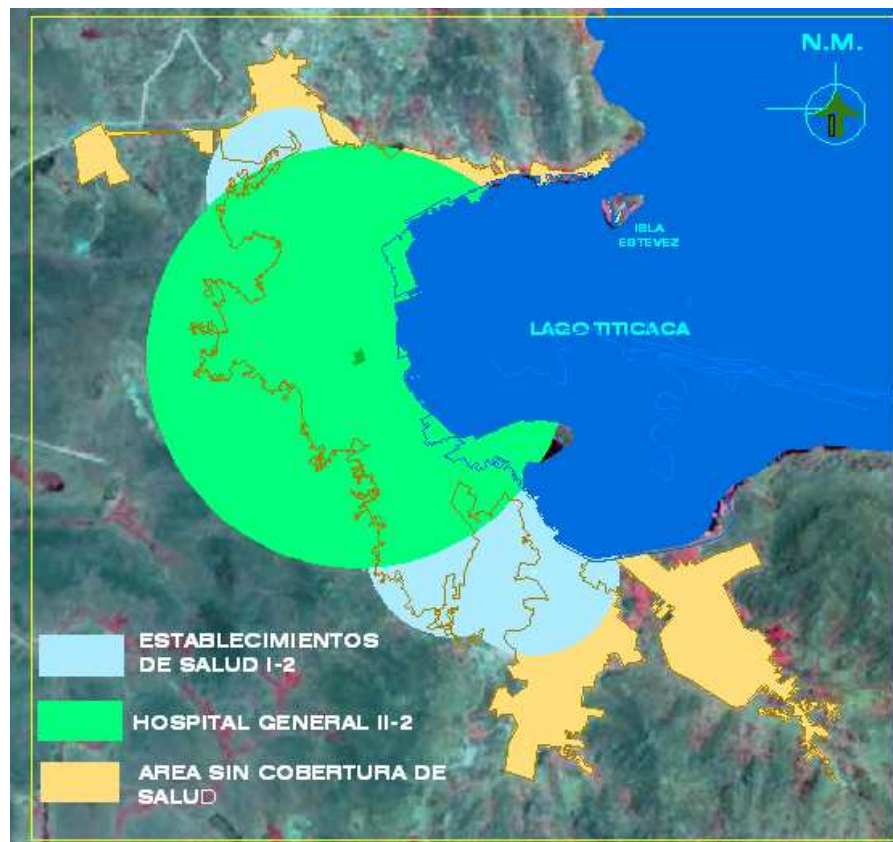 N.M.
ISLA
ESTEVEZ
LAGO TITICACA
ESTABLECIMIENTOS
DE SALUD I-2
HOSPITAL GENERAL II-2
AREA SIN COBERTURA DE
SALUD